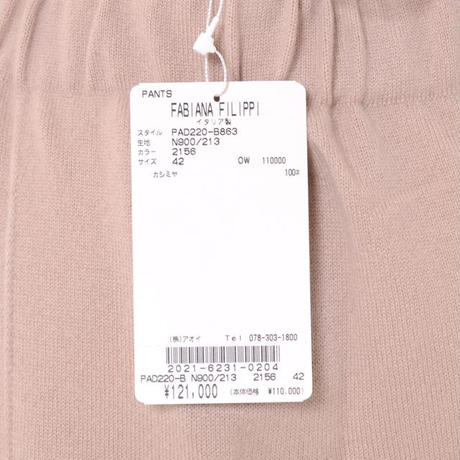 PANTS
FABIANA FILIPPI
イタリア製
スタイル PAD220-B863
生地 N900/213
カラー 2156
サイズ 42 OW 110000
カシミヤ 100%
(株)アオイ Tel 078-303-1800
2021-6231-0204
PAD220-B N900/213 2156 42
¥121,000 (本体価格 ¥110,000)